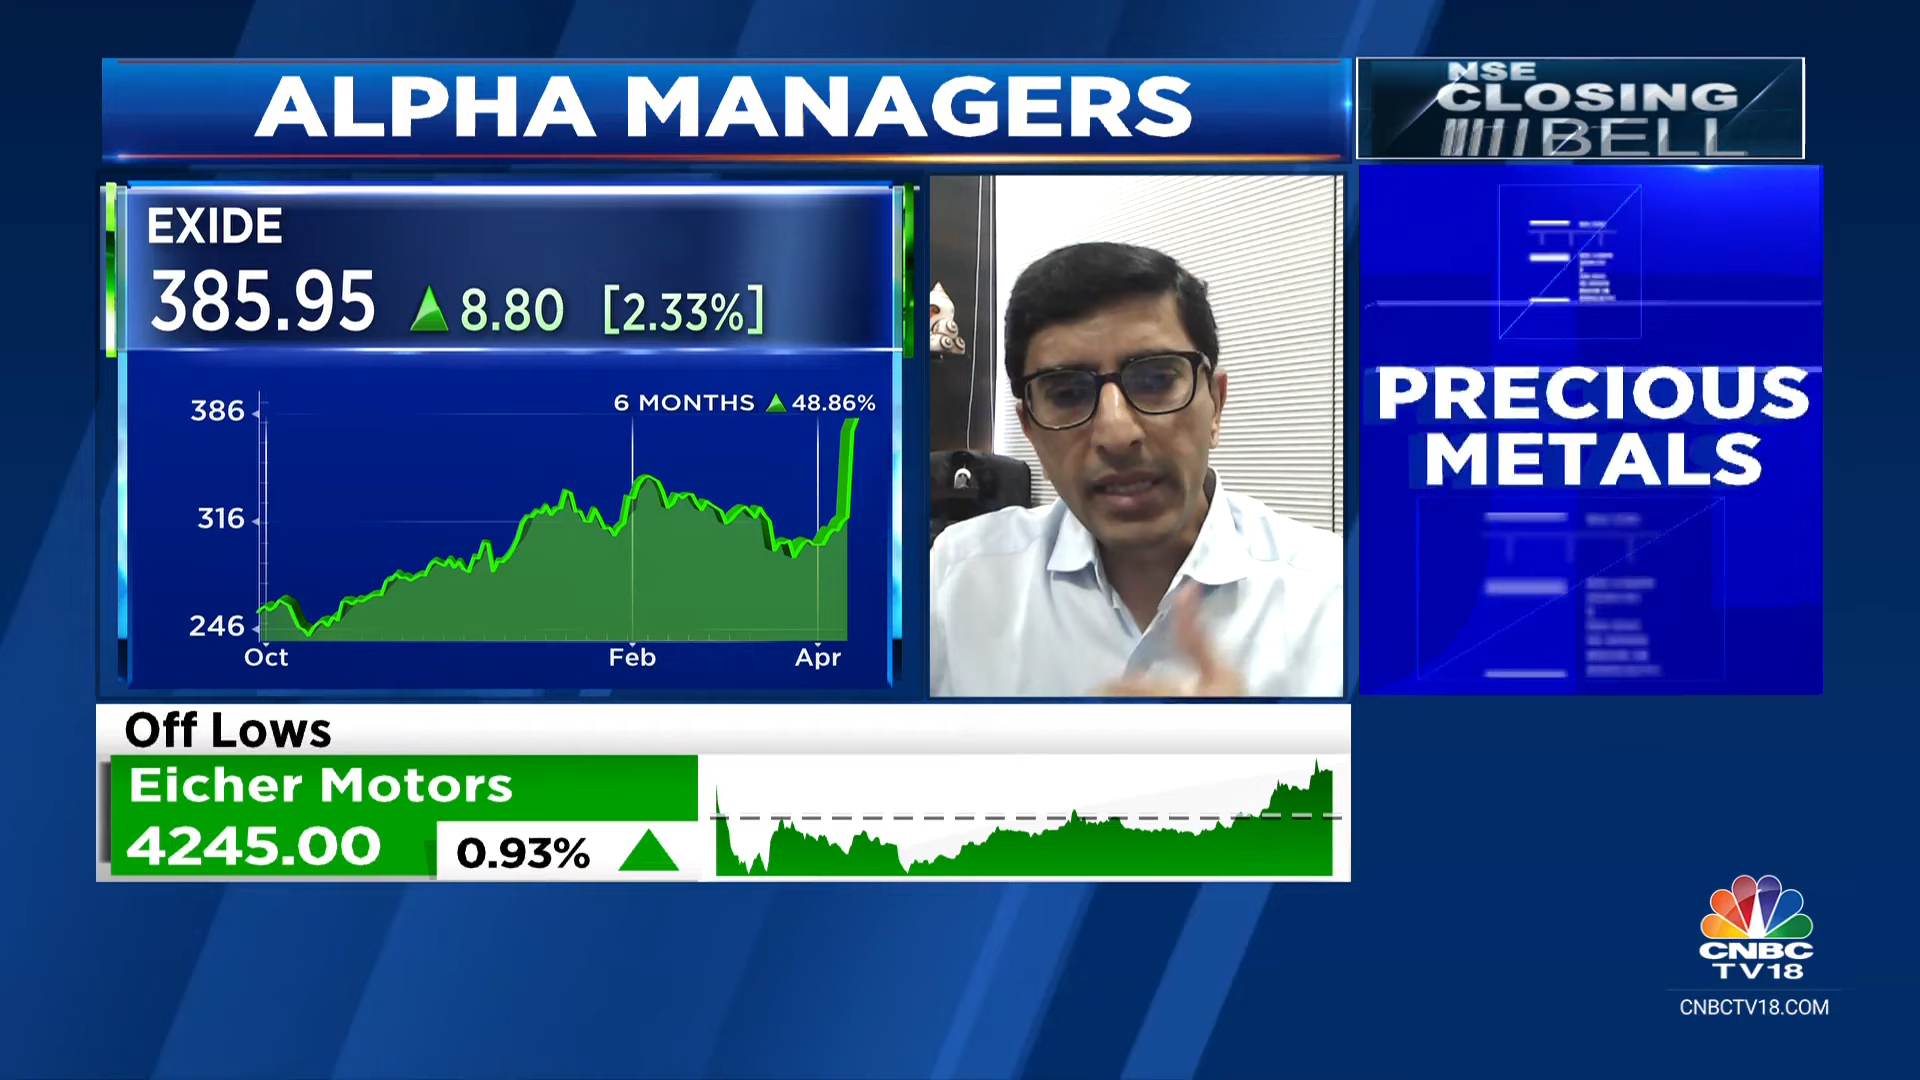 ALPHA MANAGERS
NSE
CLOSING
BELL
EXIDE
385.95 ▲ 8.80 [2.33%]
6 MONTHS ▲ 48.86%
386
316
246
Oct Feb Apr
PRECIOUS
METALS
Off Lows
Eicher Motors
4245.00 0.93% ▲
CNBC
TV18
CNBCTV18.COM